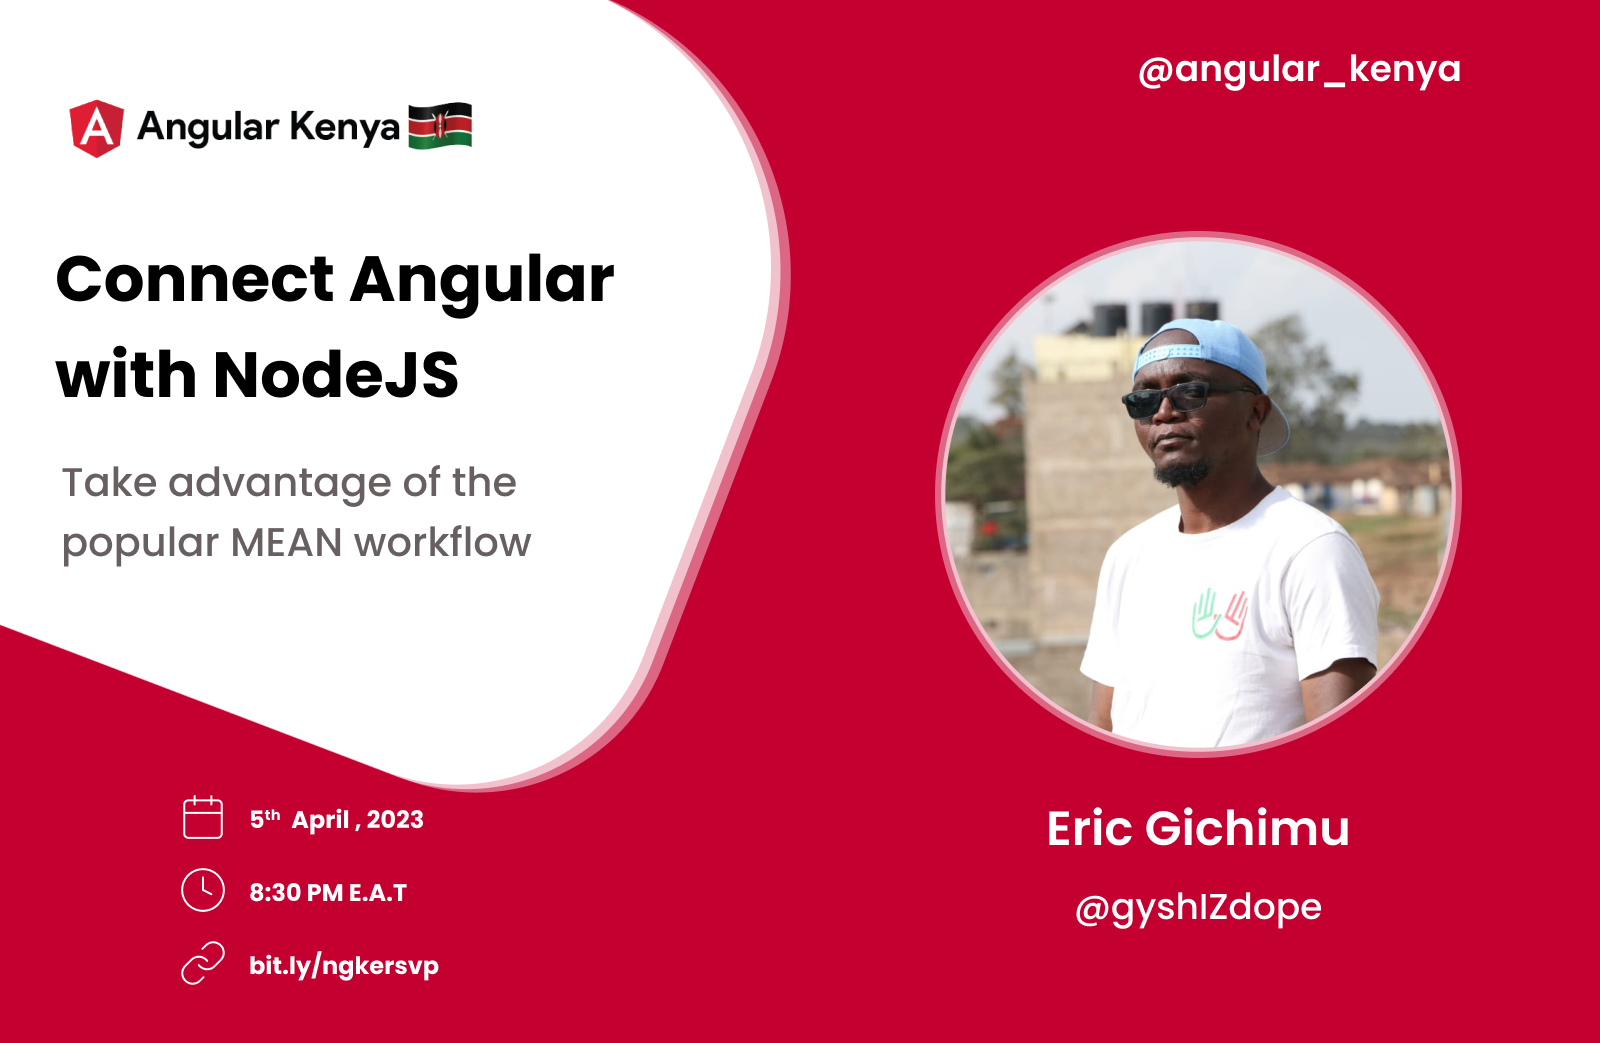 @angular_kenya
Angular Kenya
Connect Angular
with NodeJS
Take advantage of the
popular MEAN workflow
5th April , 2023
8:30 PM E.A.T
bit.ly/ngkersvp
Eric Gichimu
@gyshIZdope